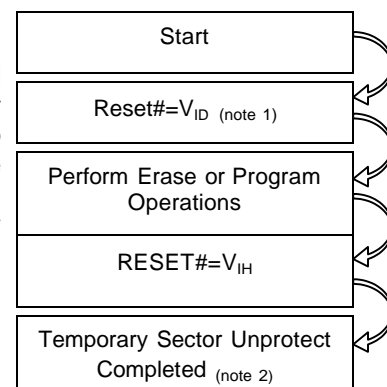 Start
Reset#=VID (note 1)
Perform Erase or Program
Operations
RESET#=VIH
Temporary Sector Unprotect
Completed (note 2)